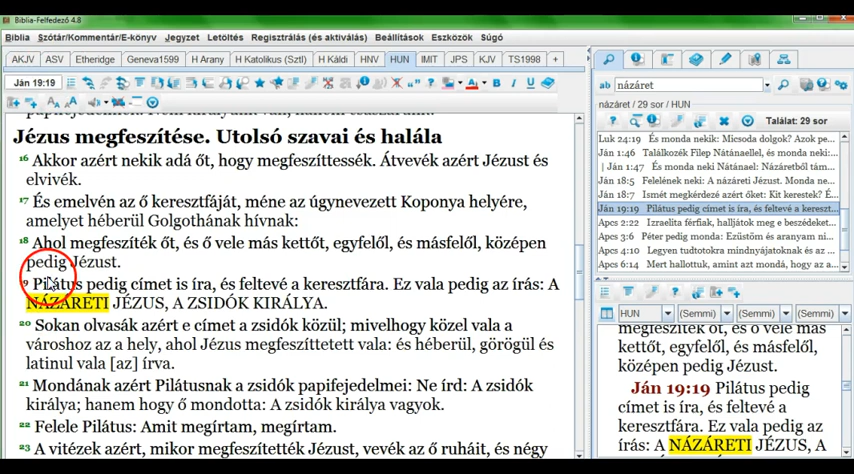 Biblia-Felfedező 4.8
Biblia Szótár/Kommentár/E-könyv Jegyzet Letöltés Regisztrálás (és aktiválás) Beállítások Eszközök Súgó
AKJV ASV Etheridge Geneva1599 H Arany H Katolikus (Sztl) H Káldi HNV HUN IMIT JPS KJV TS1998 +
Ján 19:19
Jézus megfeszítése. Utolsó szavai és halála
16 Akkor azért nekik adá őt, hogy megfeszíttessék. Átvevék azért Jézust és
elvivék.
17 És emelvén az ő keresztfáját, méne az úgynevezett Koponya helyére,
amelyet héberül Golgothának hívnak:
18 Ahol megfeszíték őt, és ő vele más kettőt, egyfelől, és másfelől, középen
pedig Jézust.
9 Pilátus pedig címet is íra, és feltevé a keresztfára. Ez vala pedig az írás: A
NÁZÁRETI JÉZUS, A ZSIDÓK KIRÁLYA.
20 Sokan olvasák azért e címet a zsidók közül; mivelhogy közel vala a
városhoz az a hely, ahol Jézus megfeszíttetett vala: és héberül, görögül és
latinul vala [az] írva.
21 Mondának azért Pilátusnak a zsidók papifejedelmei: Ne írd: A zsidók
királya; hanem hogy ő mondotta: A zsidók királya vagyok.
22 Felele Pilátus: Amit megírtam, megírtam.
23 A vitézek azért, mikor megfeszítették Jézust, vevék az ő ruháit, és négy
ab názáret
názáret / 29 sor / HUN
Találat: 29 sor
Luk 24:19 És monda nekik: Micsoda dolgok? Azok pe...
Ján 1:46 Találkozék Filep Nátánaellel, és monda neki:...
| Ján 1:47 És monda neki Nátánael: Názáretből tám...
Ján 18:5 Felelének neki: A názáreti Jézust. Monda ne...
Ján 18:7 Ismét megkérdezé azért őket: Kit kerestek? É...
Ján 19:19 Pilátus pedig címet is íra, és feltevé a kereszt...
Apcs 2:22 Izraelita férfiak, halljátok meg e beszédeket...
Apcs 3:6 Péter pedig monda: Ezüstöm és aranyam ni...
Apcs 4:10 Legyen tudtotokra mindnyájatoknak és az...
Apcs 6:14 Mert hallottuk, amint azt mondá, hogy az a...
HUN (Semmi) (Semmi) (Semmi)
megfeszíték őt, és ő vele más
kettőt, egyfelől, és másfelől,
középen pedig Jézust.
Ján 19:19 Pilátus pedig
címet is íra, és feltevé a
keresztfára. Ez vala pedig az
írás: A NÁZÁRETI JÉZUS, A